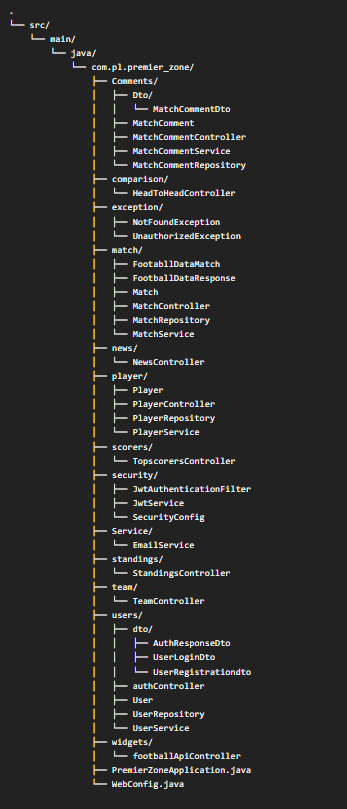 .
└── src/
    └── main/
        └── java/
            └── com.pl.premier_zone/
                ├── Comments/
                │   ├── Dto/
                │   │   └── MatchCommentDto
                │   ├── MatchComment
                │   ├── MatchCommentController
                │   ├── MatchCommentService
                │   └── MatchCommentRepository
                ├── comparison/
                │   └── HeadToHeadController
                ├── exception/
                │   ├── NotFoundException
                │   └── UnauthorizedException
                ├── match/
                │   ├── FootabllDataMatch
                │   ├── FootballDataResponse
                │   ├── Match
                │   ├── MatchController
                │   ├── MatchRepository
                │   └── MatchService
                ├── news/
                │   └── NewsController
                ├── player/
                │   ├── Player
                │   ├── PlayerController
                │   ├── PlayerRepository
                │   └── PlayerService
                ├── scorers/
                │   └── TopscorersController
                ├── security/
                │   ├── JwtAuthenticationFilter
                │   ├── JwtService
                │   └── SecurityConfig
                ├── Service/
                │   └── EmailService
                ├── standings/
                │   └── StandingsController
                ├── team/
                │   └── TeamController
                ├── users/
                │   ├── dto/
                │   │   ├── AuthResponseDto
                │   │   ├── UserLoginDto
                │   │   └── UserRegistrationdto
                │   ├── authController
                │   ├── User
                │   ├── UserRepository
                │   └── UserService
                ├── widgets/
                │   └── footballApiController
                ├── PremierZoneApplication.java
                └── WebConfig.java